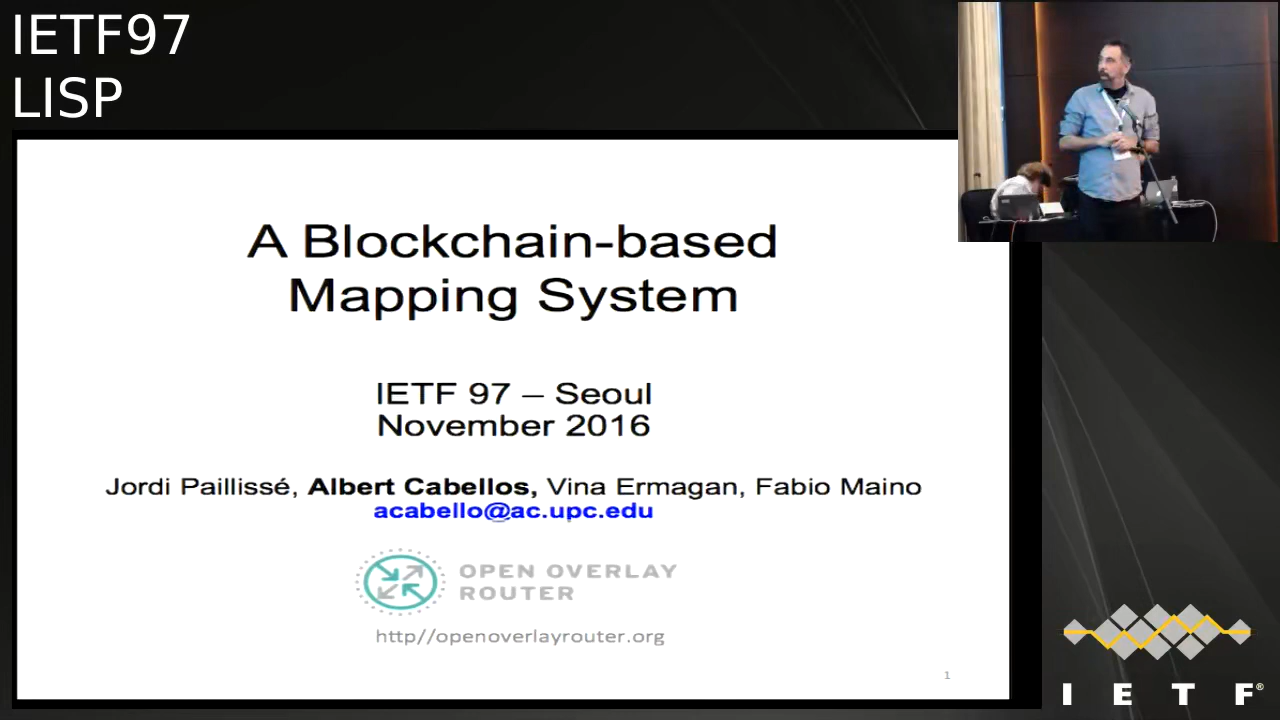 IETF97
LISP
A Blockchain-based
Mapping System
IETF 97 – Seoul
November 2016
Jordi Paillissé, Albert Cabellos, Vina Ermagan, Fabio Maino
acabello@ac.upc.edu
OPEN OVERLAY
ROUTER
http//openoverlayrouter.org
1
I E T F®